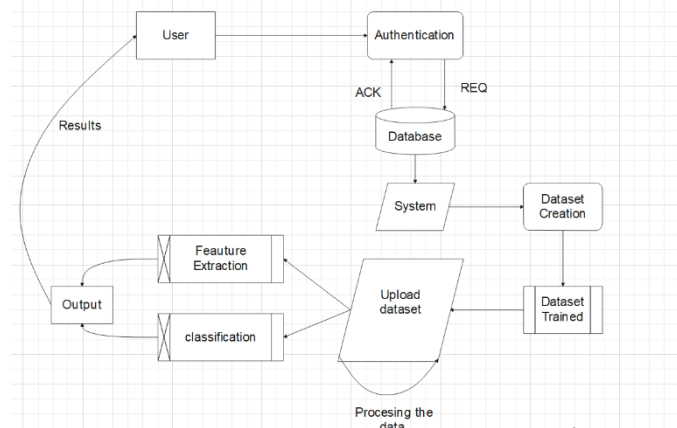 User
Authentication
ACK
REQ
Results
Database
System
Dataset
Creation
Feauture
Extraction
Upload
dataset
Output
Dataset
Trained
classification
Procesing the
data